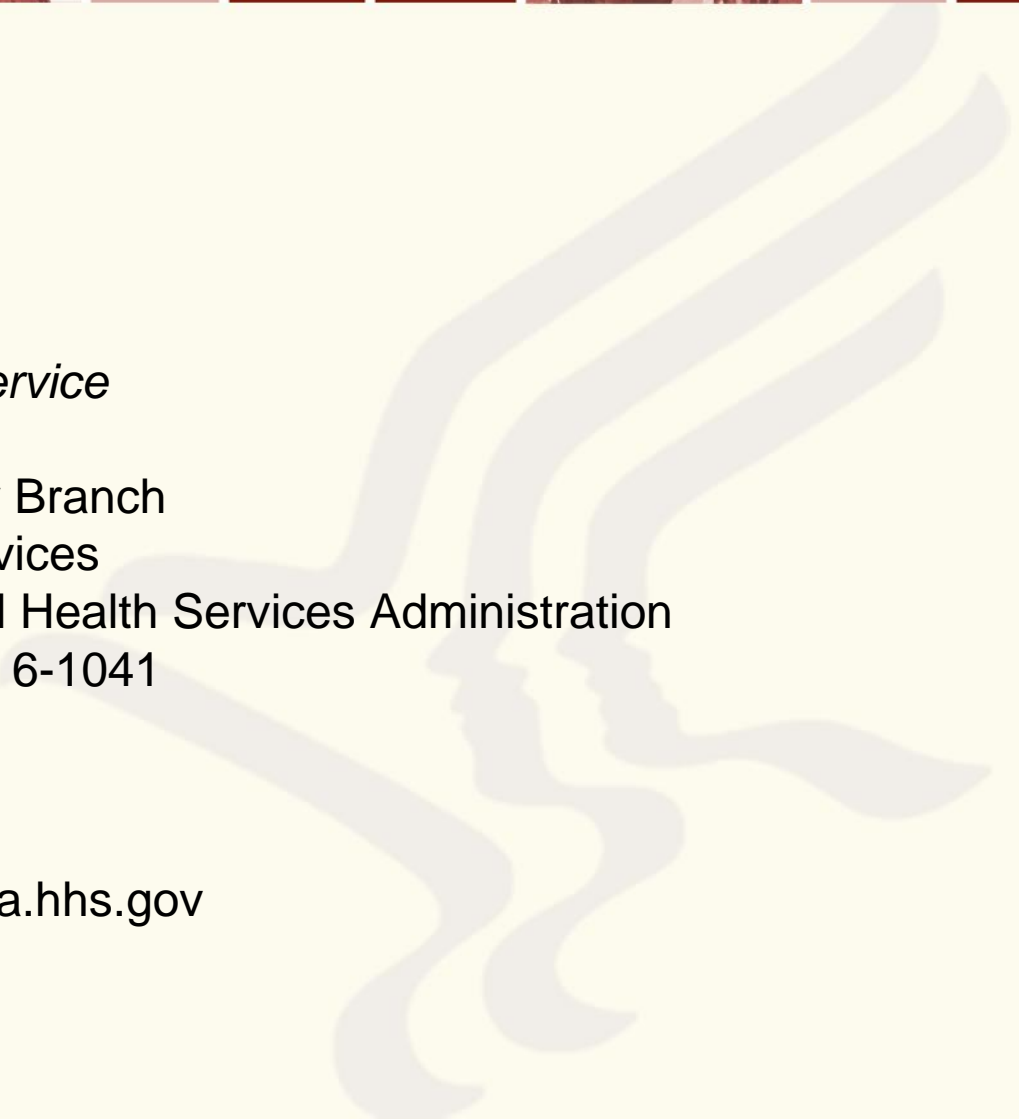 ervice
Branch
vices
l Health Services Administration
6-1041
a.hhs.gov